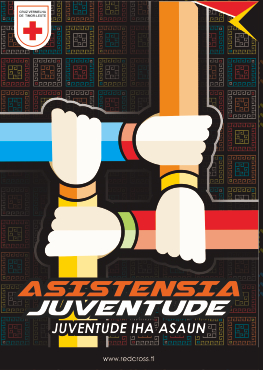 CRUZ VERMELHA
DE TIMOR-LESTE
ASISTENSIA
JUVENTUDE
JUVENTUDE IHA ASAUN
www.redcross.tl